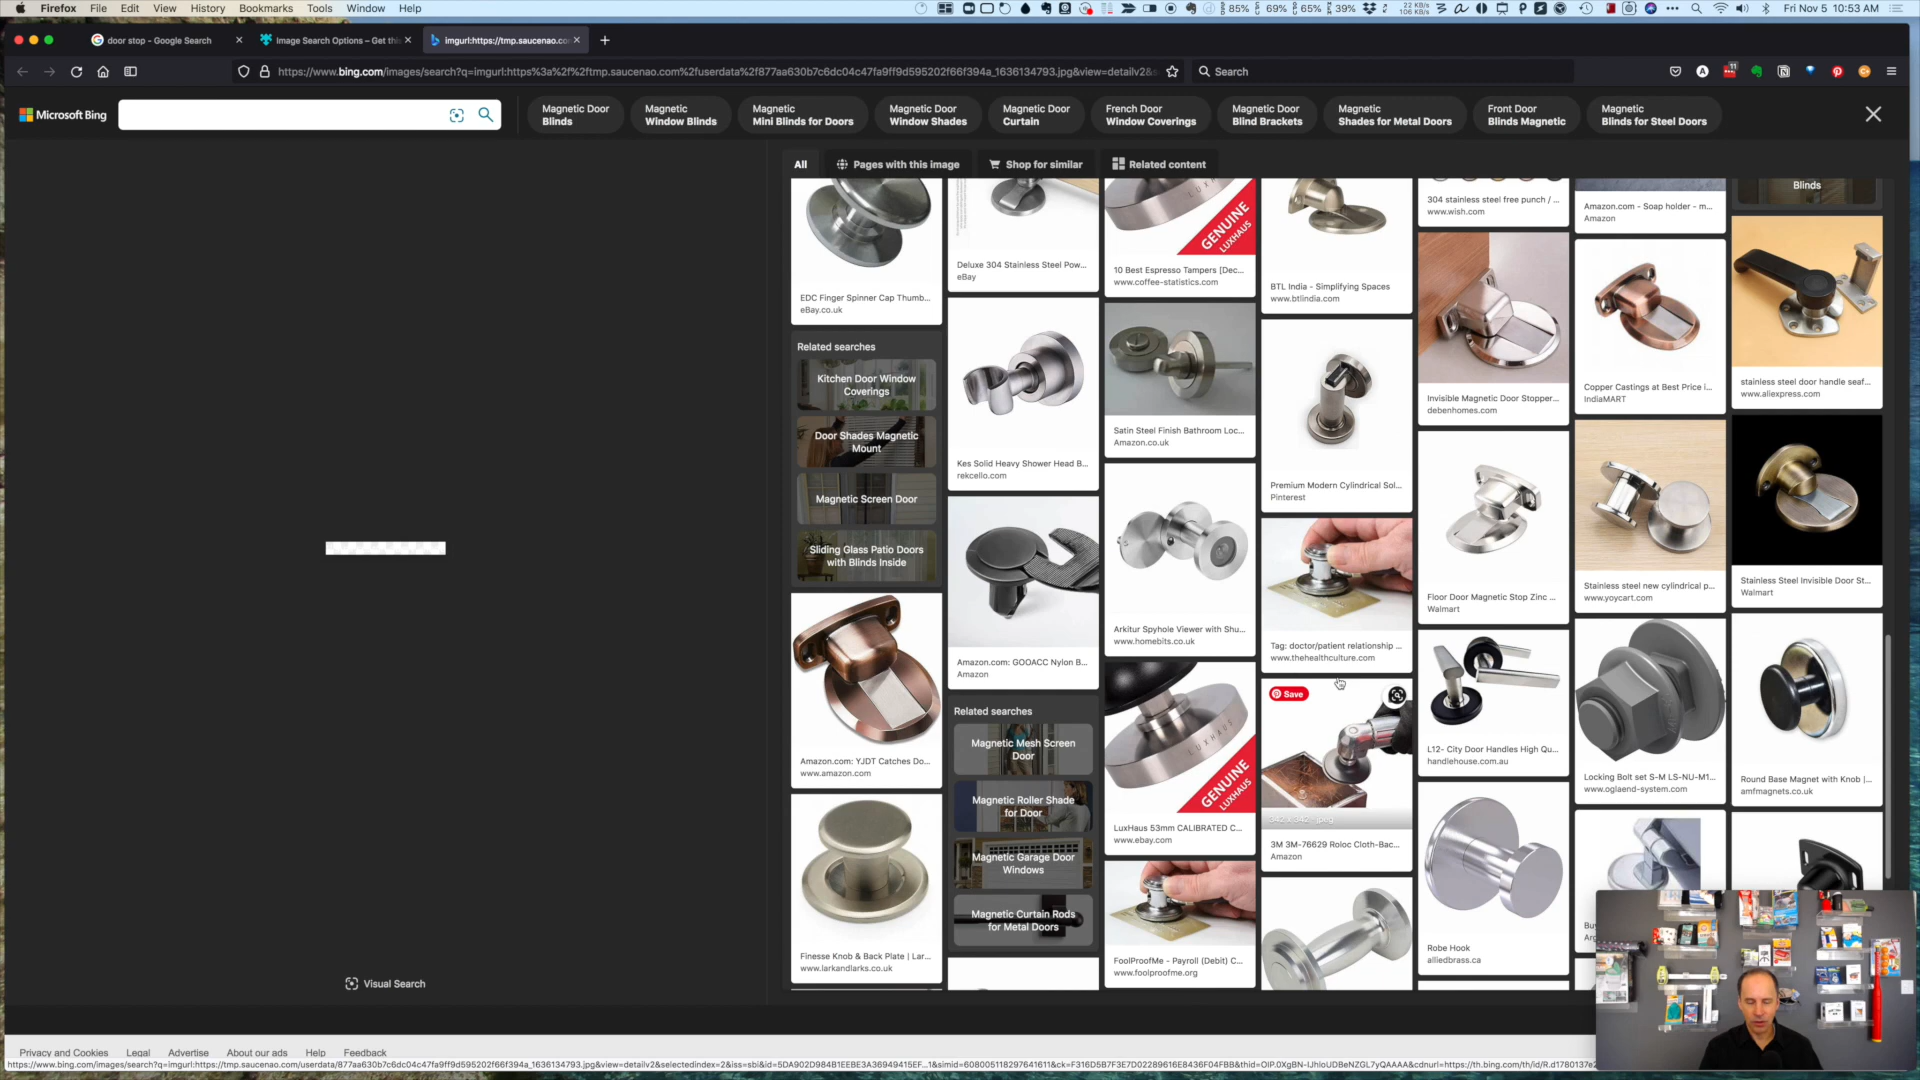 Firefox File Edit View History Bookmarks Tools Window Help
85% 69% 65% 39% 22 KB/s 106 KB/s Fri Nov 5 10:53 AM
door stop - Google Search
Image Search Options – Get thi
imgurl:https://tmp.saucenao.co
https://www.bing.com/images/search?q=imgurl:https%3a%2f%2ftmp.saucenao.com%2fuserdata%2f877aa630b7c6dc04c47fa9ff9d595202f66f394a_1636134793.jpg&view=detailv2&s
Search
11
Microsoft Bing
Magnetic Door
Blinds
Magnetic
Window Blinds
Magnetic
Mini Blinds for Doors
Magnetic Door
Window Shades
Magnetic Door
Curtain
French Door
Window Coverings
Magnetic Door
Blind Brackets
Magnetic
Shades for Metal Doors
Front Door
Blinds Magnetic
Magnetic
Blinds for Steel Doors
All
Pages with this image
Shop for similar
Related content
EDC Finger Spinner Cap Thumb...
eBay.co.uk
Related searches
Kitchen Door Window
Coverings
Door Shades Magnetic
Mount
Magnetic Screen Door
Sliding Glass Patio Doors
with Blinds Inside
Amazon.com: YJDT Catches Do...
www.amazon.com
Finesse Knob & Back Plate | Lar...
www.larkandlarks.co.uk
Deluxe 304 Stainless Steel Pow...
eBay
Kes Solid Heavy Shower Head B...
rekcello.com
Amazon.com: GOOACC Nylon B...
Amazon
Related searches
Magnetic Mesh Screen
Door
Magnetic Roller Shade
for Door
Magnetic Garage Door
Windows
Magnetic Curtain Rods
for Metal Doors
GENUINE
LUXHAUS
10 Best Espresso Tampers [Dec...
www.coffee-statistics.com
Satin Steel Finish Bathroom Loc...
Amazon.co.uk
Arkitur Spyhole Viewer with Shu...
www.homebits.co.uk
LUXHAUS
GENUINE
LUXHAUS
LuxHaus 53mm CALIBRATED C...
www.ebay.com
FoolProofMe - Payroll (Debit) C...
www.foolproofme.org
BTL India - Simplifying Spaces
www.btlindia.com
Premium Modern Cylindrical Sol...
Pinterest
Tag: doctor/patient relationship ...
www.thehealthculture.com
Save
342 x 342 · jpeg
3M 3M-76629 Roloc Cloth-Bac...
Amazon
304 stainless steel free punch / ...
www.wish.com
Invisible Magnetic Door Stopper...
debenhomes.com
Floor Door Magnetic Stop Zinc ...
Walmart
L12- City Door Handles High Qu...
handlehouse.com.au
Robe Hook
alliedbrass.ca
Amazon.com - Soap holder - m...
Amazon
Copper Castings at Best Price i...
IndiaMART
Stainless steel new cylindrical p...
www.yoycart.com
Locking Bolt set S-M LS-NU-M1...
www.oglaend-system.com
Blinds
stainless steel door handle seaf...
www.aliexpress.com
Stainless Steel Invisible Door St...
Walmart
Round Base Magnet with Knob |...
amfmagnets.co.uk
Visual Search
Privacy and Cookies Legal Advertise About our ads Help Feedback